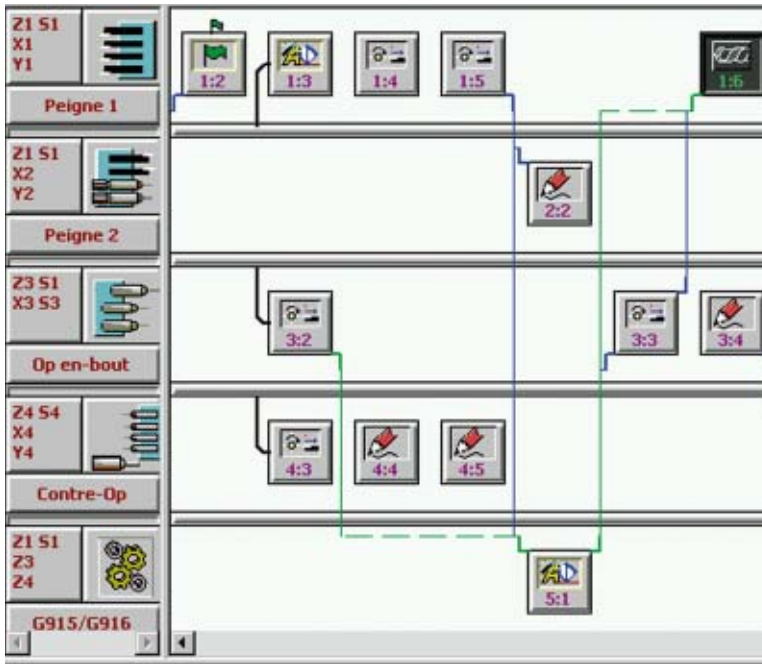 Z1 S1
X1
Y1
Peigne 1
1:2
1:3
1:4
1:5
1:6
Z1 S1
X2
Y2
Peigne 2
2:2
Z3 S1
X3 S3
Op en-bout
3:2
3:3
3:4
Z4 S4
X4
Y4
Contre-Op
4:3
4:4
4:5
Z1 S1
Z3
Z4
G915/G916
5:1